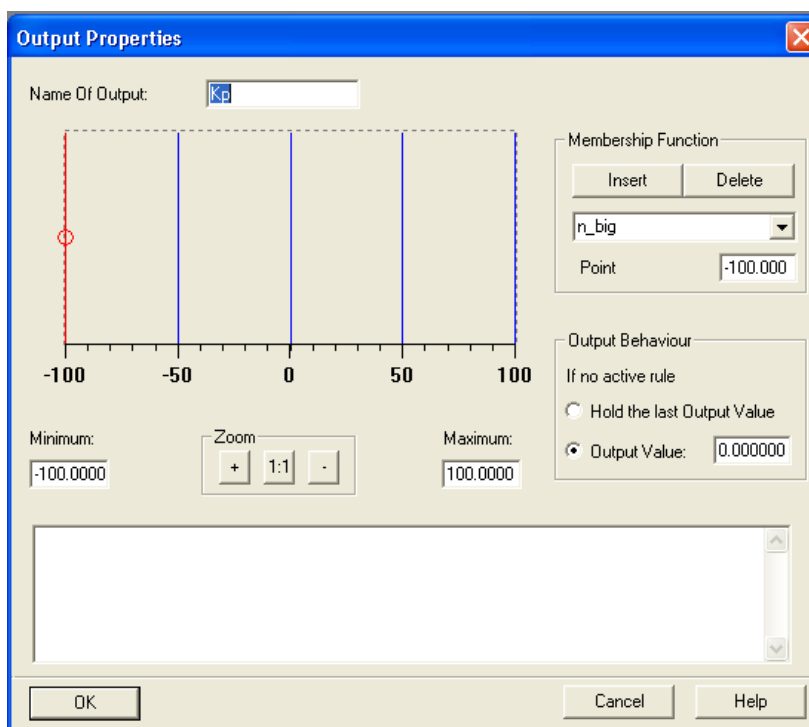 Output Properties
Name Of Output: Kp
-100 -50 0 50 100
Minimum:
-100.0000
Zoom
+ 1:1 -
Maximum:
100.0000
Membership Function
Insert Delete
n_big
Point -100.000
Output Behaviour
If no active rule
Hold the last Output Value
Output Value: 0.000000
OK Cancel Help